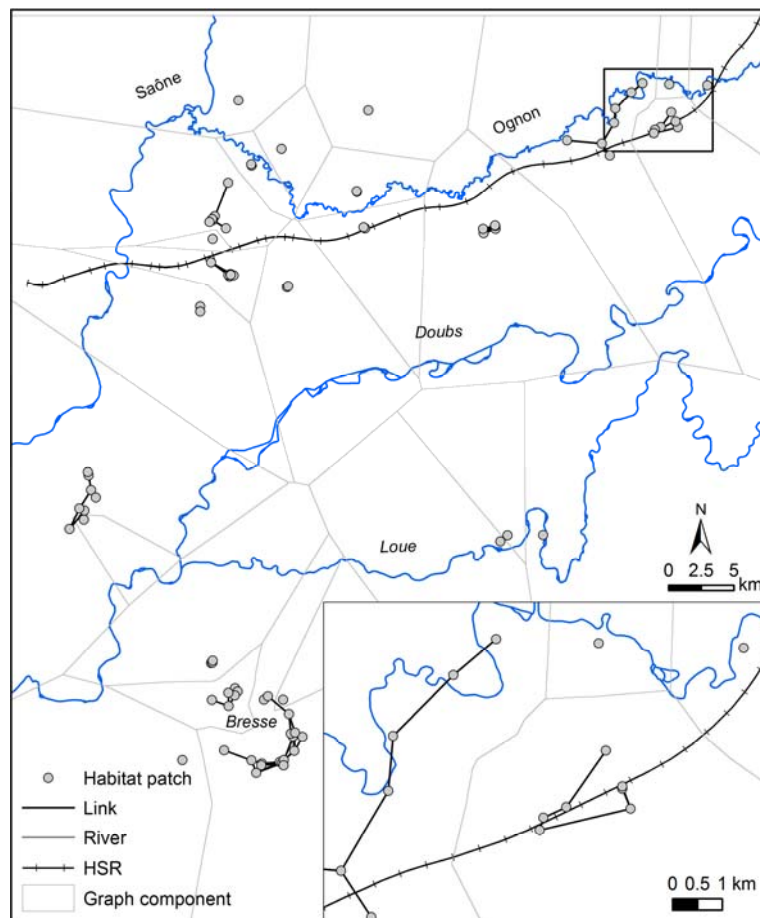 Saône
Ognon
Doubs
Loue
N
0 2.5 5
km
Bresse
Habitat patch
Link
River
HSR
Graph component
0 0.5 1 km